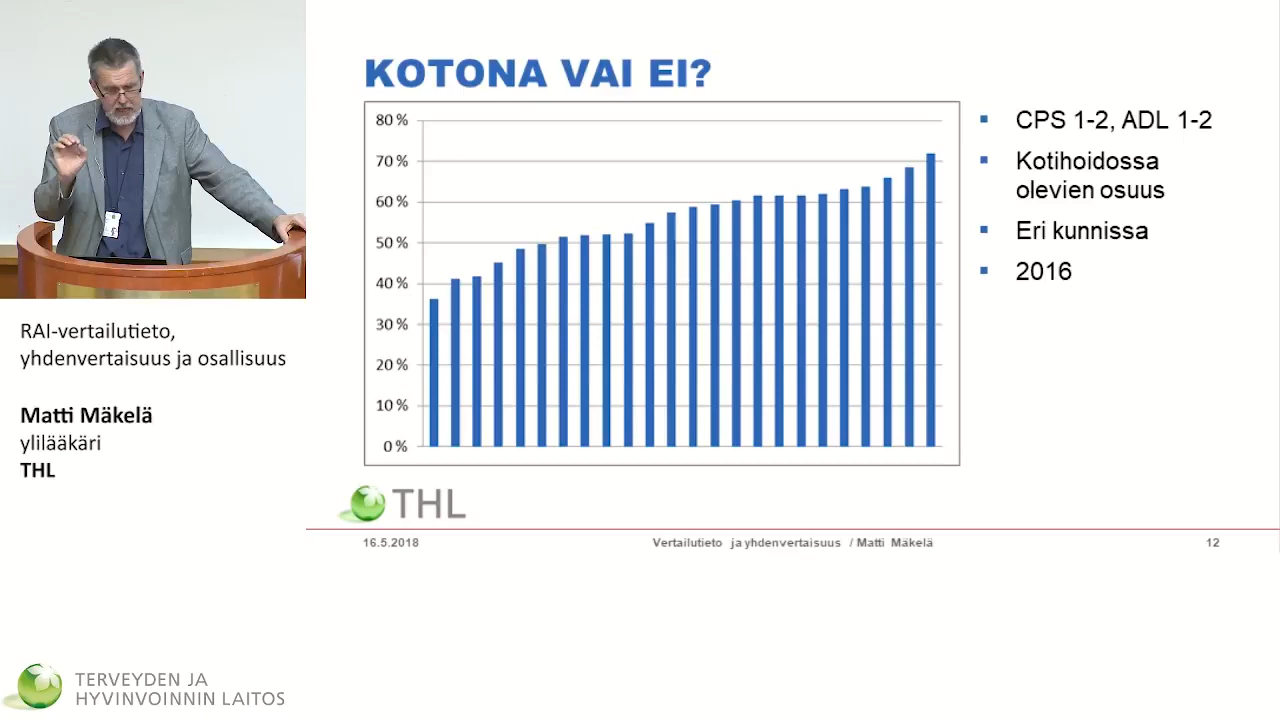 KOTONA VAI EI?
80 %
70 %
60 %
50 %
40 %
30 %
20 %
10 %
0 %
CPS 1-2, ADL 1-2
Kotihoidossa
olevien osuus
Eri kunnissa
2016
THL
16.5.2018
Vertailutieto ja yhdenvertaisuus / Matti Mäkelä
12
RAI-vertailutieto,
yhdenvertaisuus ja osallisuus
Matti Mäkelä
ylilääkäri
THL
TERVEYDEN JA
HYVINVOINNIN LAITOS